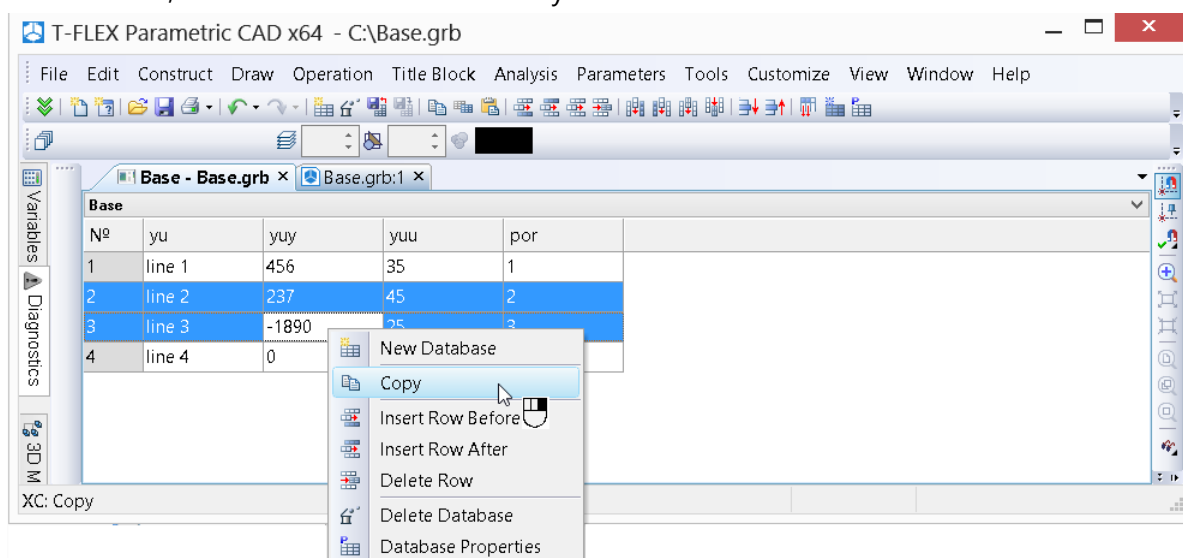 T-FLEX Parametric CAD x64 - C:\Base.grb
File Edit Construct Draw Operation Title Block Analysis Parameters Tools Customize View Window Help
Base - Base.grb Base.grb:1
Base
Variables
Diagnostics
3D M
Nº yu yuy yuu por
1 line 1 456 35 1
2 line 2 237 45 2
3 line 3 -1890 25 3
4 line 4 0
New Database
Copy
Insert Row Before
Insert Row After
Delete Row
Delete Database
Database Properties
XC: Copy